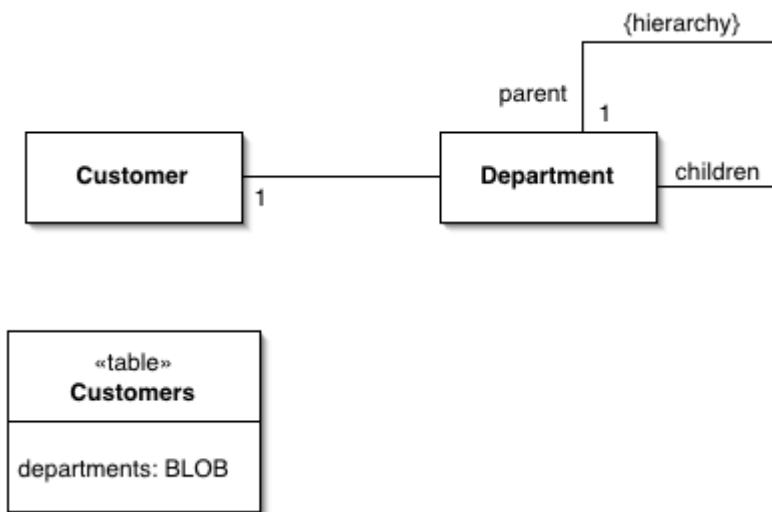 {hierarchy}
parent
1
Customer
1
Department
children
«table»
Customers
departments: BLOB